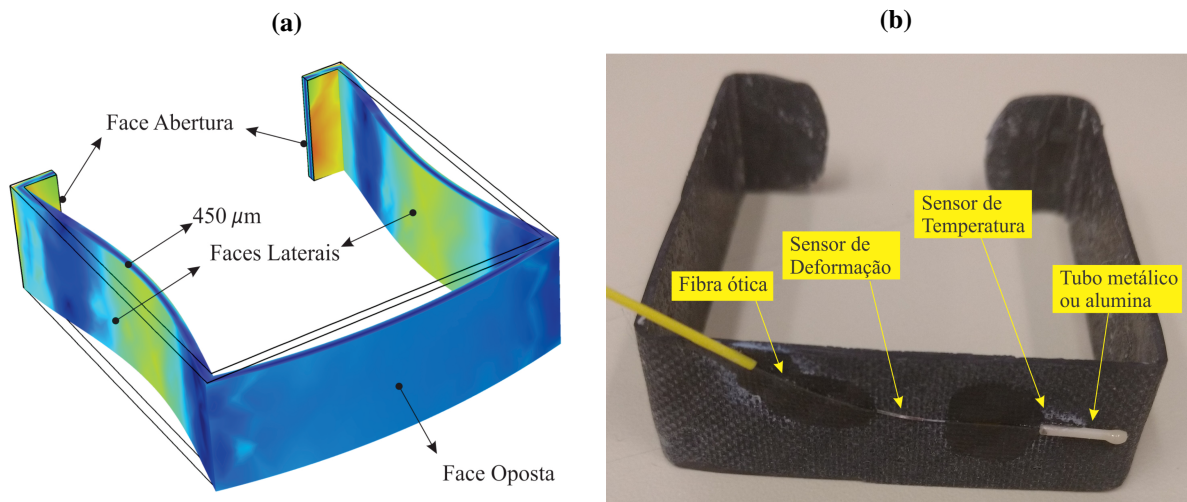 (a)
Face Abertura
450 µm
Faces Laterais
Face Oposta
(b)
Sensor de
Temperatura
Sensor de
Deformação
Tubo metálico
ou alumina
Fibra ótica